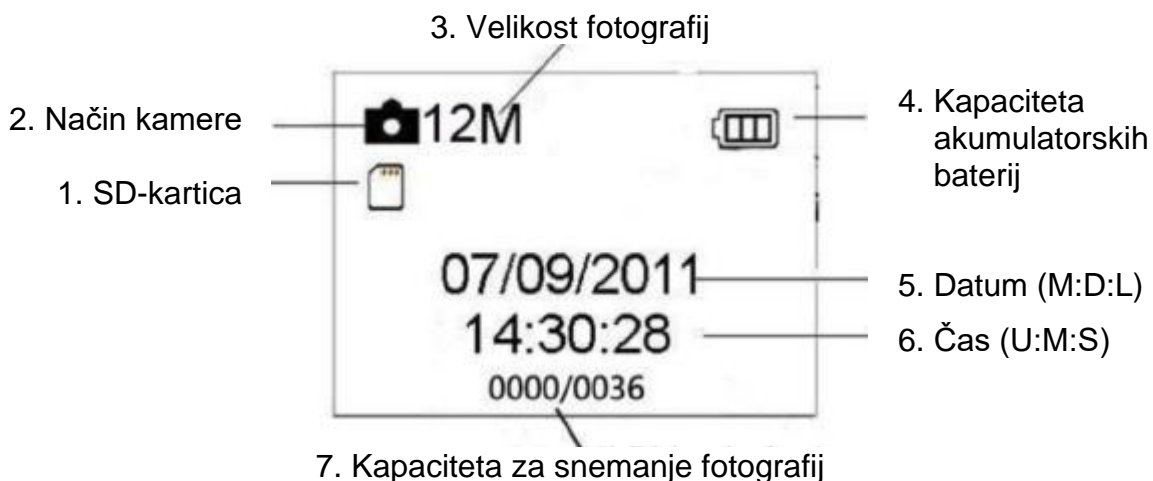 3. Velikost fotografij
2. Način kamere
12M
4. Kapaciteta
akumulatorskih
baterij
1. SD-kartica
07/09/2011
5. Datum (M:D:L)
14:30:28
6. Čas (U:M:S)
0000/0036
7. Kapaciteta za snemanje fotografij